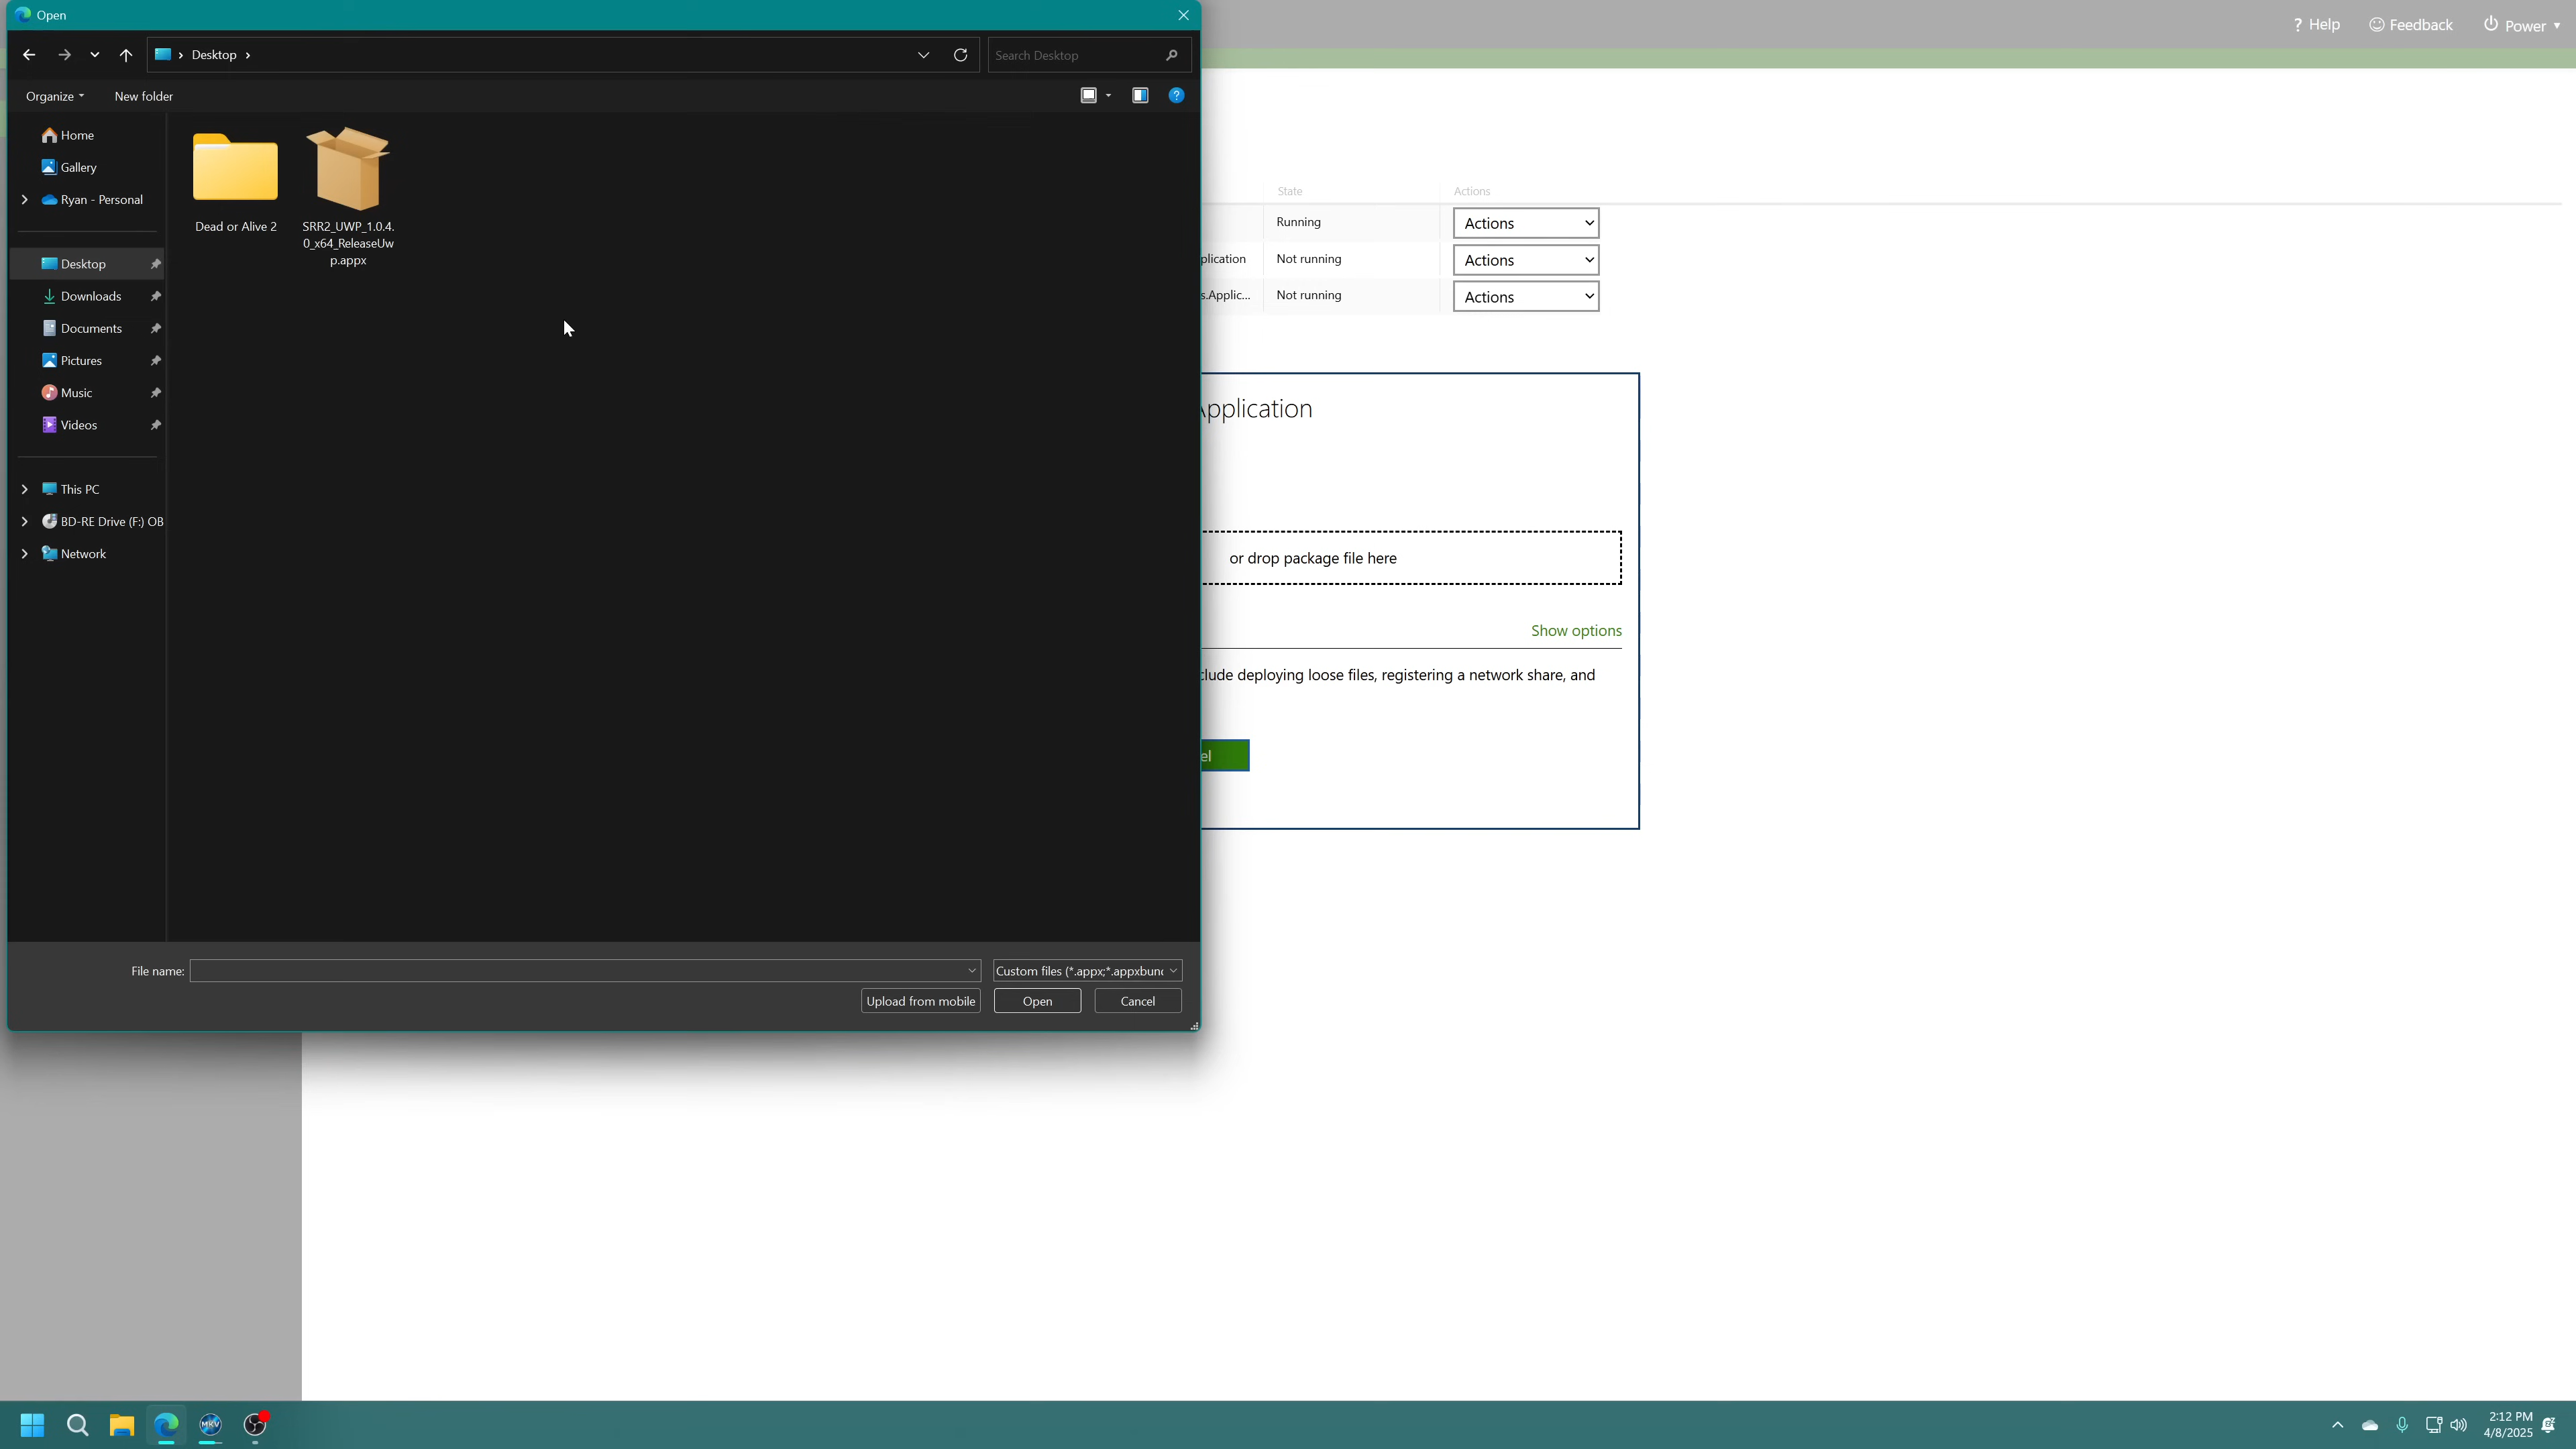 Open
? Help
Feedback
Power
Desktop
Search Desktop
Organize
New folder
Home
Gallery
Ryan - Personal
Desktop
Downloads
Documents
Pictures
Music
Videos
This PC
BD-RE Drive (F:) OB
Network
Dead or Alive 2
SRR2_UWP_1.0.4.
0_x64_ReleaseUw
p.appx
State
Actions
Running
Actions
plication
Not running
Actions
s.Applic...
Not running
Actions
Application
or drop package file here
Show options
clude deploying loose files, registering a network share, and
el
File name:
Custom files (*.appx;*.appxbun
Upload from mobile
Open
Cancel
MKV
2:12 PM
4/8/2025